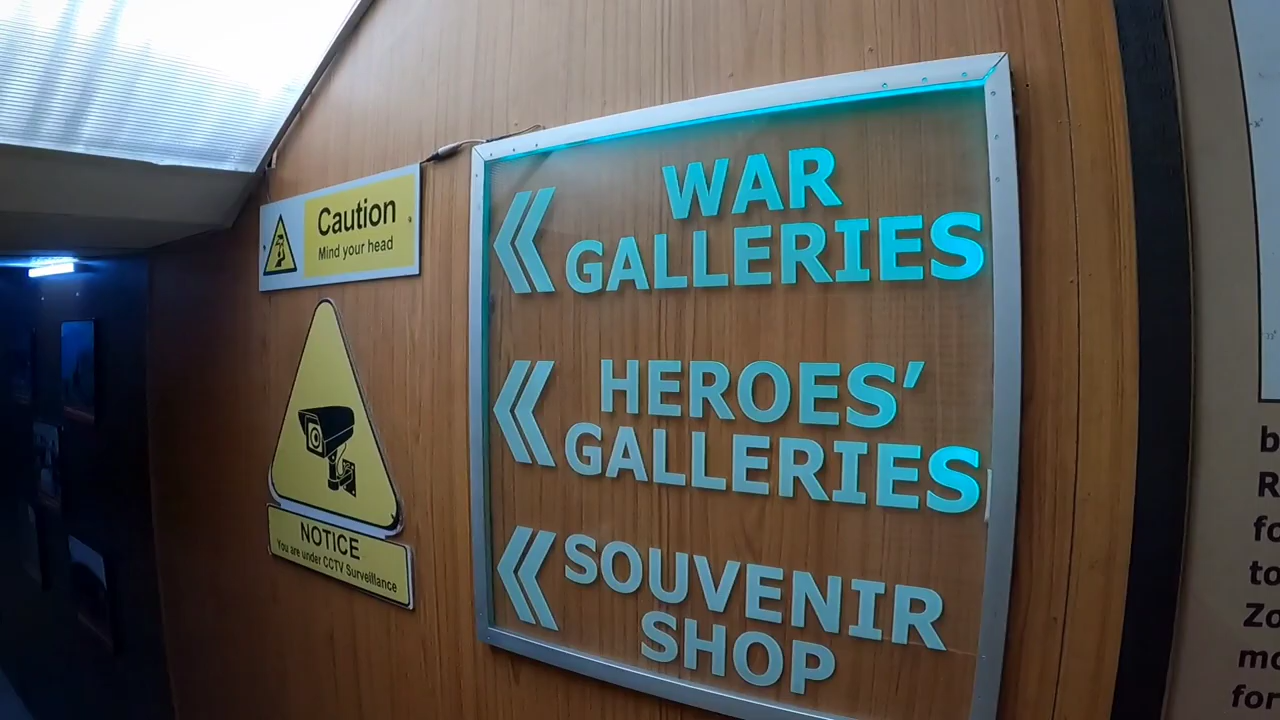 Caution
Mind your head
NOTICE
You are under CCTV Surveillance
WAR
GALLERIES
HEROES’
GALLERIES
SOUVENIR
SHOP